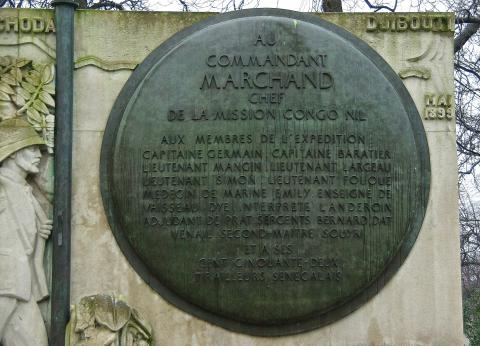 CHODA
DJIBOUTI
MAI
1899
AU
COMMANDANT
MARCHAND
CHEF
DE LA MISSION CONGO NIL
AUX MEMBRES DE L'EXPEDITION
CAPITAINE GERMAIN . CAPITAINE BARATIER
LIEUTENANT MANGIN . LIEUTENANT LARGEAU
LIEUTENANT SIMON . LIEUTENANT FOUQUE
MEDECIN DE MARINE EMILY . ENSEIGNE DE
VAISSEAU DYE . INTERPRETE LANDEROIN
ADJUDANT DE PRAT . SERGENTS BERNARD, DAT
VENAIL . SECOND-MAITRE SOUYRI
ET A SES
CENT CINQUANTE-DEUX
TIRAILLEURS SENEGALAIS